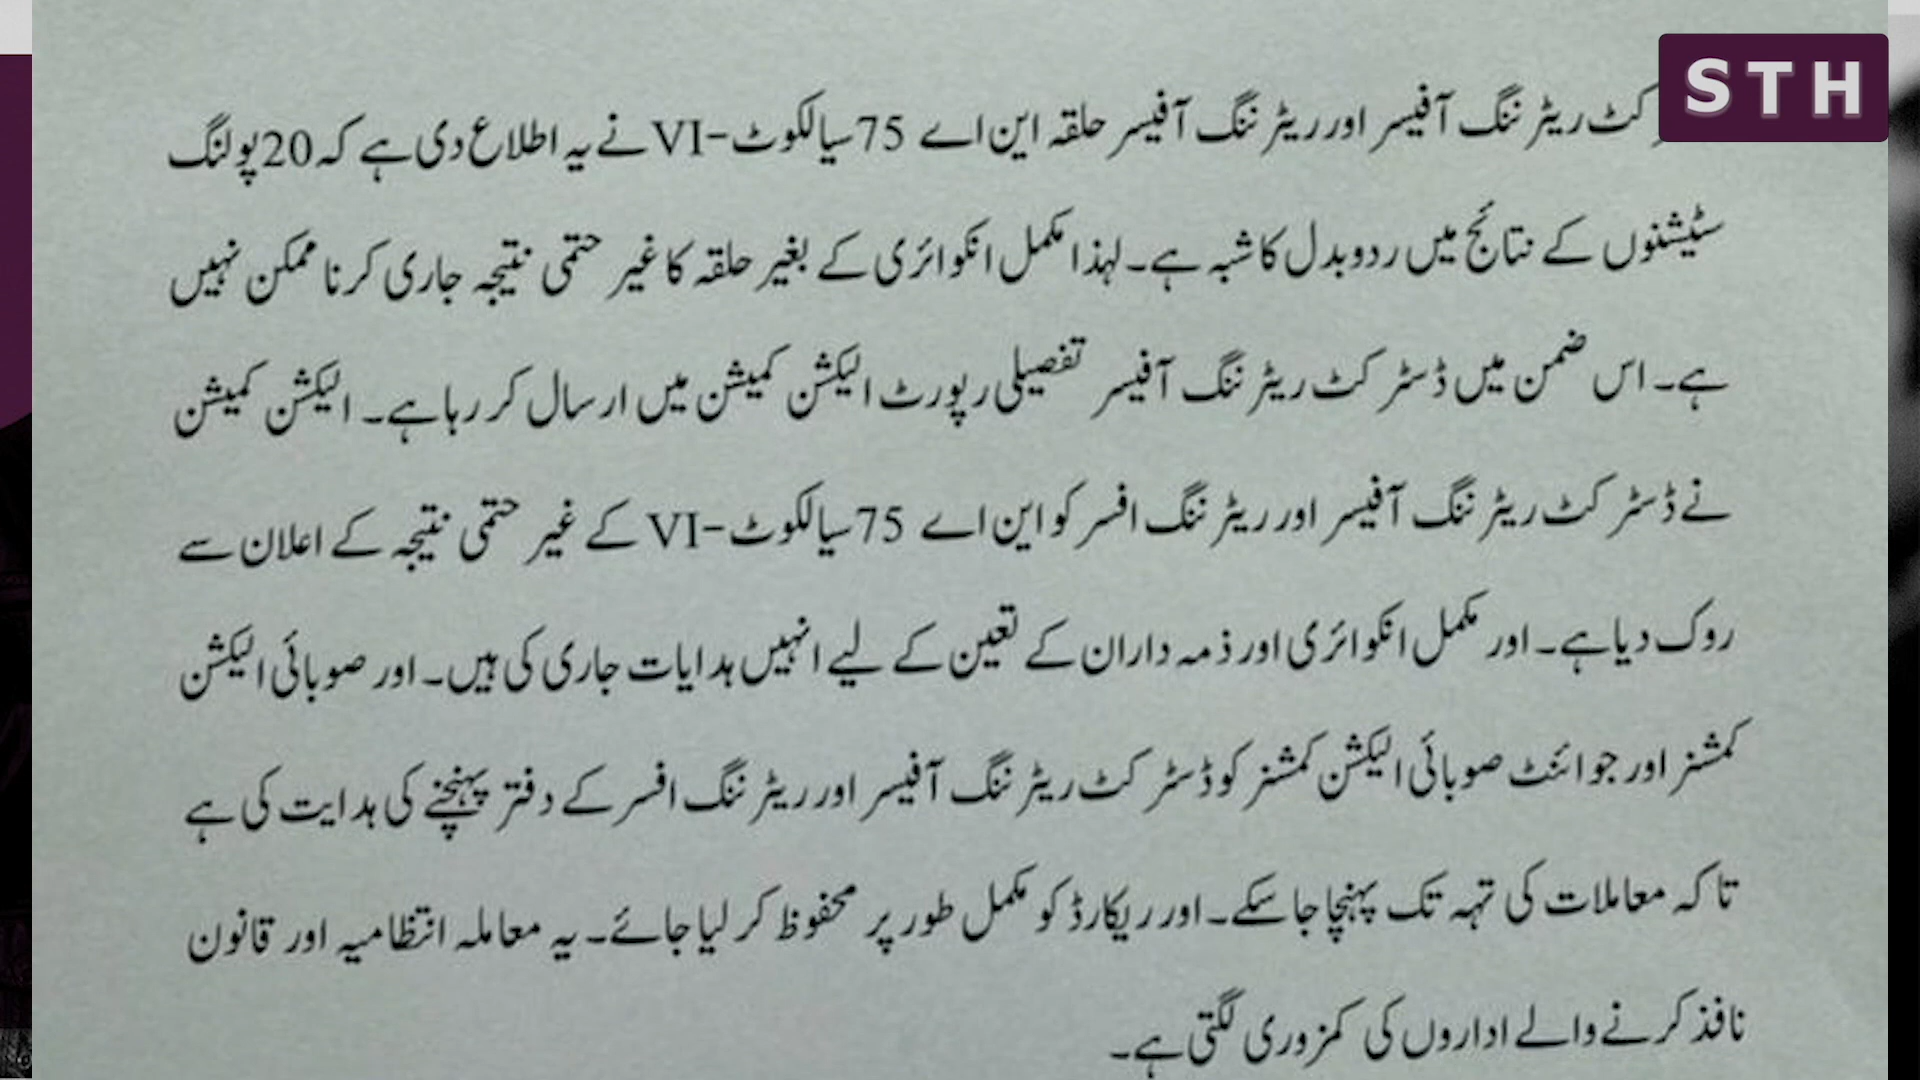 STH
کٹ ریٹرننگ آفیسر اور ریٹرننگ آفیسر حلقہ این اے 75 سیالکوٹ-VI نے یہ اطلاع دی ہے کہ 20 پولنگ
سٹیشنوں کے نتائج میں ردوبدل کا شبہ ہے۔ لہذا مکمل انکوائری کے بغیر حلقہ کا غیر حتمی نتیجہ جاری کرنا ممکن نہیں
ہے۔ اس ضمن میں ڈسٹرکٹ ریٹرننگ آفیسر تفصیلی رپورٹ الیکشن کمیشن میں ارسال کر رہا ہے۔ الیکشن کمیشن
نے ڈسٹرکٹ ریٹرننگ آفیسر اور ریٹرننگ افسر کو این اے 75 سیالکوٹ-VI کے غیر حتمی نتیجہ کے اعلان سے
روک دیا ہے۔ اور مکمل انکوائری اور ذمہ داران کے تعین کے لیے انہیں ہدایات جاری کی ہیں۔ اور صوبائی الیکشن
کمشنر اور جوائنٹ صوبائی الیکشن کمشنر کو ڈسٹرکٹ ریٹرننگ آفیسر اور ریٹرننگ افسر کے دفتر پہنچنے کی ہدایت کی ہے
تاکہ معاملات کی تہہ تک پہنچا جا سکے۔ اور ریکارڈ کو مکمل طور پر محفوظ کر لیا جائے۔ یہ معاملہ انتظامیہ اور قانون
نافذ کرنے والے اداروں کی کمزوری لگتی ہے۔